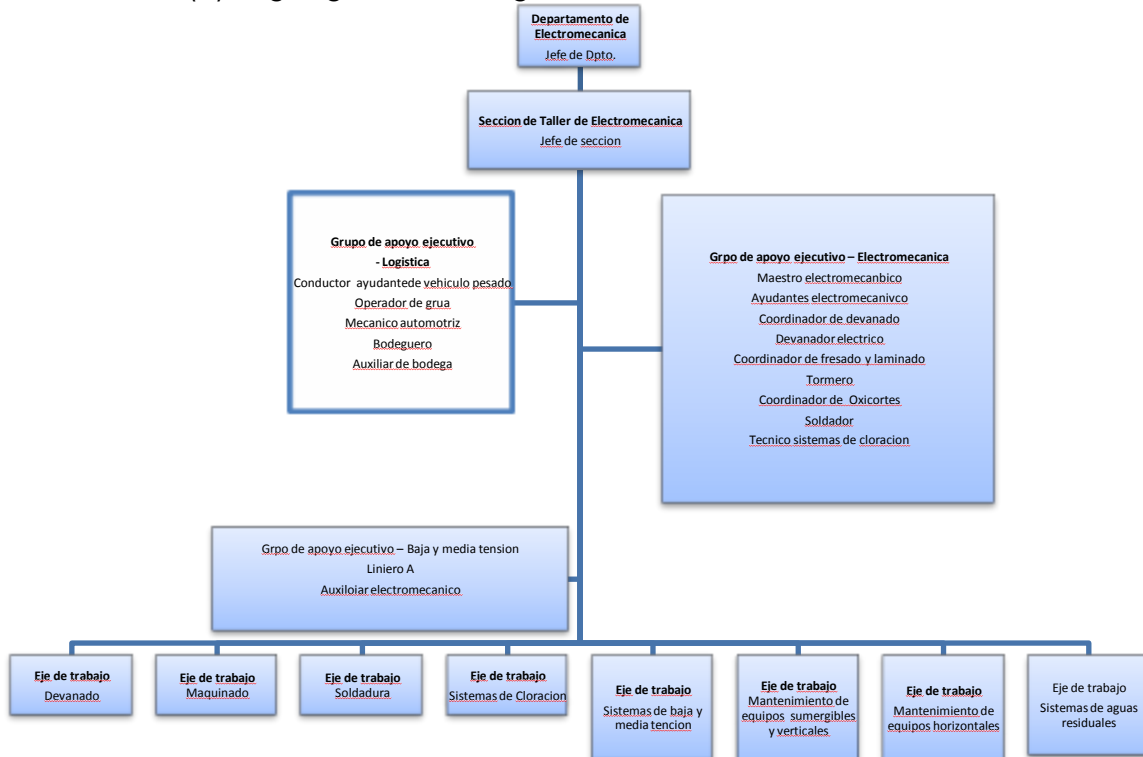 Departamento de
Electromecanica
Jefe de Dpto.
Seccion de Taller de Electromecanica
Jefe de seccion
Grupo de apoyo ejecutivo
- Logistica
Conductor ayudantede vehiculo pesado
Operador de grua
Mecanico automotriz
Bodeguero
Auxiliar de bodega
Grpo de apoyo ejecutivo – Electromecanica
Maestro electromecanbico
Ayudantes electromecanivco
Coordinador de devanado
Devanador electrico
Coordinador de fresado y laminado
Tormero
Coordinador de Oxicortes
Soldador
Tecnico sistemas de cloracion
Grpo de apoyo ejecutivo – Baja y media tension
Liniero A
Auxiloiar electromecanico
Eje de trabajo
Devanado
Eje de trabajo
Maquinado
Eje de trabajo
Soldadura
Eje de trabajo
Sistemas de Cloracion
Eje de trabajo
Sistemas de baja y
media tencion
Eje de trabajo
Mantenimiento de
equipos sumergibles
y verticales
Eje de trabajo
Mantenimiento de
equipos horizontales
Eje de trabajo
Sistemas de aguas
residuales